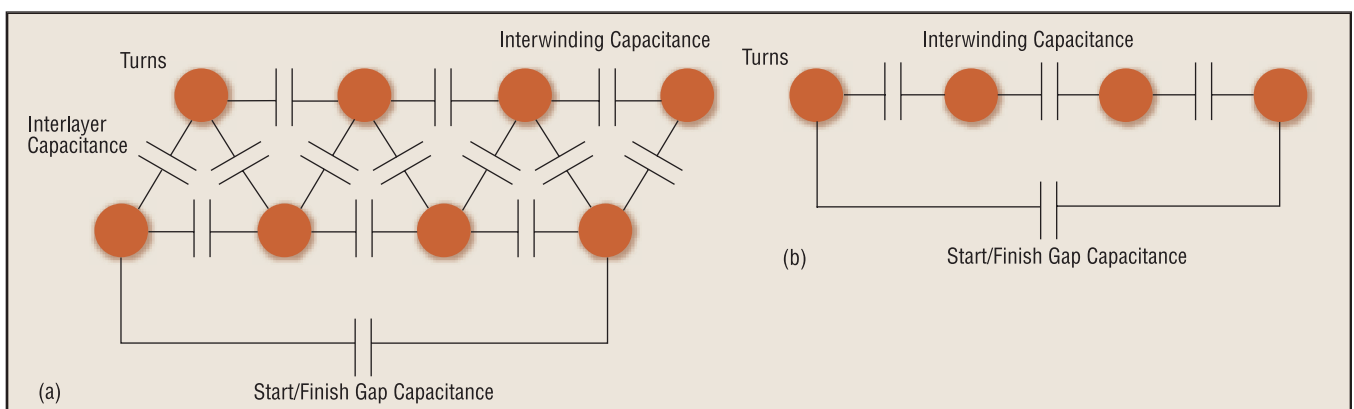 Interwinding Capacitance
Turns
Interlayer
Capacitance
Start/Finish Gap Capacitance
(a)
Interwinding Capacitance
Turns
Start/Finish Gap Capacitance
(b)